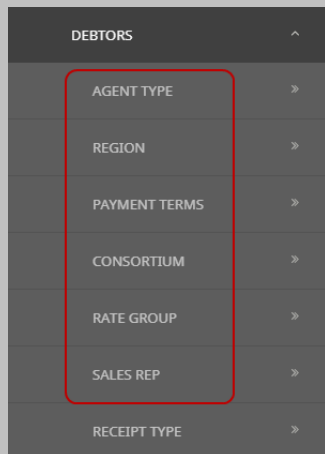 DEBTORS
AGENT TYPE
REGION
PAYMENT TERMS
CONSORTIUM
RATE GROUP
SALES REP
RECEIPT TYPE